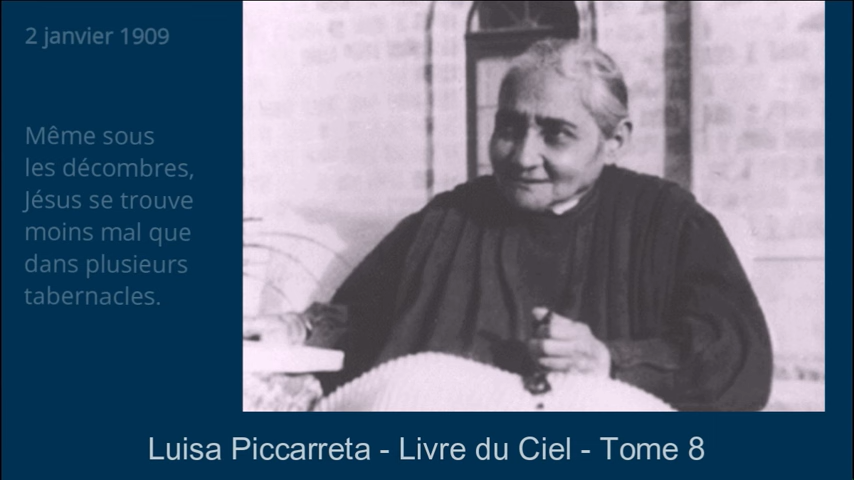 2 janvier 1909
Même sous
les décombres,
Jésus se trouve
moins mal que
dans plusieurs
tabernacles.
Luisa Piccarreta - Livre du Ciel - Tome 8